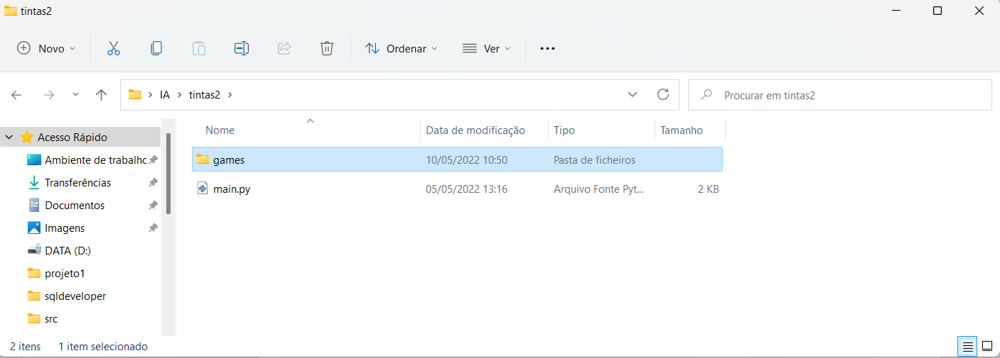 tintas2
Novo
Ordenar
Ver
IA
tintas2
Procurar em tintas2
Nome
Data de modificação
Tipo
Tamanho
Acesso Rápido
Ambiente de trabalho
Transferências
Documentos
Imagens
DATA (D:)
projeto1
sqldeveloper
src
games 10/05/2022 10:50 Pasta de ficheiros
main.py 05/05/2022 13:16 Arquivo Fonte Pyt... 2 KB
2 itens 1 item selecionado